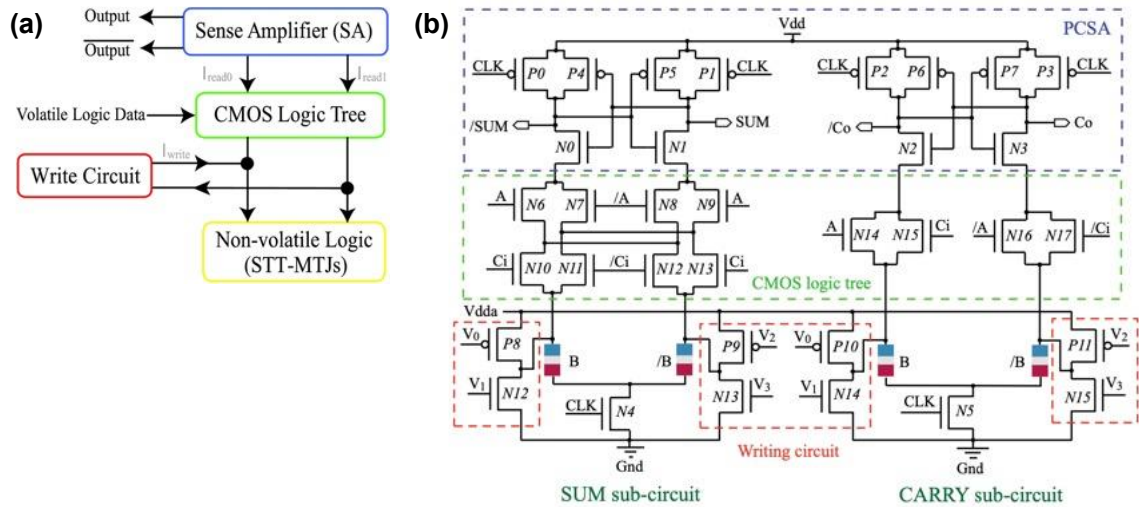 (a)
Output
Output
Sense Amplifier (SA)
Iread0
Iread1
Volatile Logic Data
CMOS Logic Tree
Iwrite
Write Circuit
Non-volatile Logic
(STT-MTJs)
(b)
Vdd
PCSA
CLK P0 P4 P5 P1 CLK CLK P2 P6 P7 P3 CLK
/SUM SUM /Co Co
N0 N1 N2 N3
A N6 N7 /A N8 N9 A
A N14 N15 Ci /A N16 N17 /Ci
Ci N10 N11 /Ci N12 N13 Ci
CMOS logic tree
Vdda
V0 P8 B /B P9 V2 V0 P10 B /B P11 V2
V1 N12 CLK N4 N13 V3 V1 N14 CLK N5 N15 V3
Writing circuit
Gnd Gnd
SUM sub-circuit CARRY sub-circuit